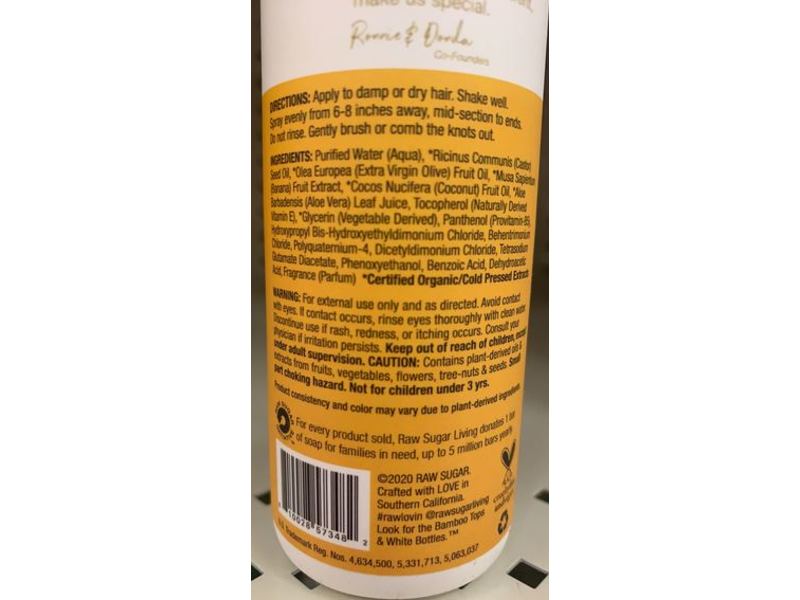 make us special.
Ronnie & Donda
Co-Founders
DIRECTIONS: Apply to damp or dry hair. Shake well.
Spray evenly from 6-8 inches away, mid-section to ends.
Do not rinse. Gently brush or comb the knots out.
INGREDIENTS: Purified Water (Aqua), *Ricinus Communis (Castor)
Seed Oil, *Olea Europea (Extra Virgin Olive) Fruit Oil, *Musa Sapientum
(Banana) Fruit Extract, *Cocos Nucifera (Coconut) Fruit Oil, *Aloe
Barbadensis (Aloe Vera) Leaf Juice, Tocopherol (Naturally Derived
Vitamin E), *Glycerin (Vegetable Derived), Panthenol (Provitamin-B5),
Hydroxypropyl Bis-Hydroxyethyldimonium Chloride, Behentrimonium
Chloride, Polyquaternium-4, Dicetyldimonium Chloride, Tetrasodium
Glutamate Diacetate, Phenoxyethanol, Benzoic Acid, Dehydroacetic
Acid, Fragrance (Parfum) *Certified Organic/Cold Pressed Extracts
WARNING: For external use only and as directed. Avoid contact
with eyes. If contact occurs, rinse eyes thoroughly with clean water.
Discontinue use if rash, redness, or itching occurs. Consult your
physician if irritation persists. Keep out of reach of children, except
under adult supervision. CAUTION: Contains plant-derived oils &
extracts from fruits, vegetables, flowers, tree-nuts & seeds. Small
part choking hazard. Not for children under 3 yrs.
Product consistency and color may vary due to plant-derived ingredients.
For every product sold, Raw Sugar Living donates 1 bar
of soap for families in need, up to 5 million bars yearly.
©2020 RAW SUGAR.
Crafted with LOVE in
Southern California.
#rawlovin @rawsugarliving
Look for the Bamboo Tops
& White Bottles.™
10028 57348 2
U.S. Trademark Reg. Nos. 4,634,500, 5,331,713, 5,063,037